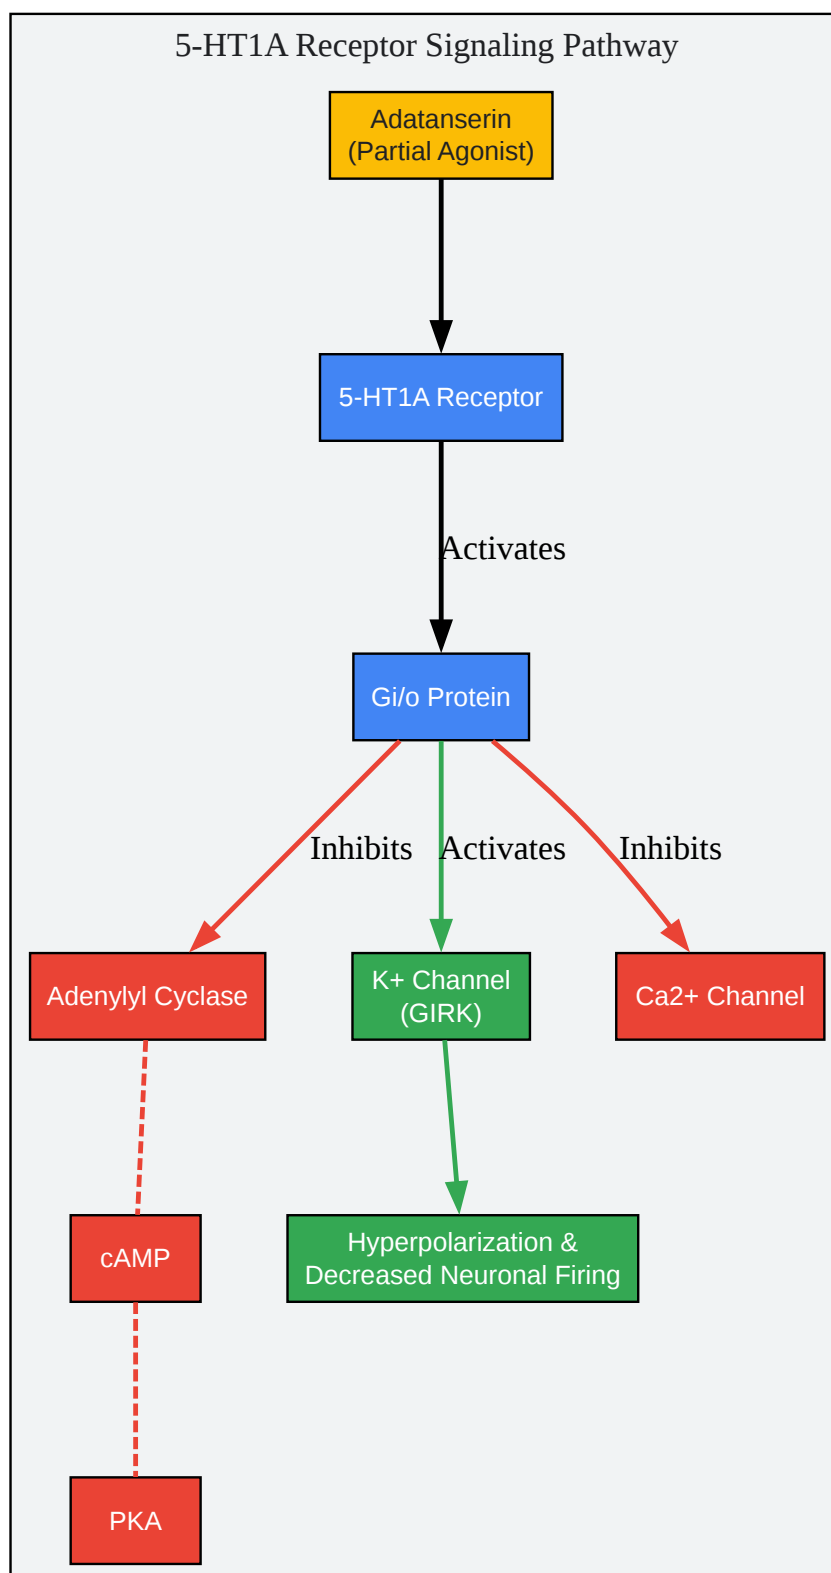 5-HT1A Receptor Signaling Pathway
Adatanserin
(Partial Agonist)
5-HT1A Receptor
Activates
Gi/o Protein
Inhibits
Activates
Inhibits
Adenylyl Cyclase
K+ Channel
(GIRK)
Ca2+ Channel
cAMP
Hyperpolarization &
Decreased Neuronal Firing
PKA